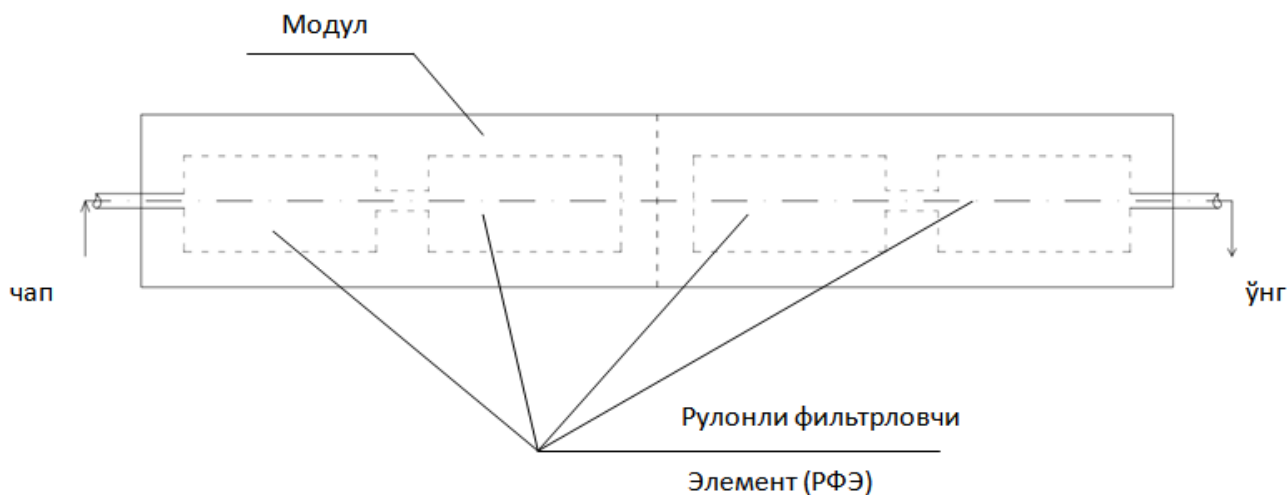 Модул
чап
ўнг
Рулонли фильтрловчи
Элемент (РФЭ)